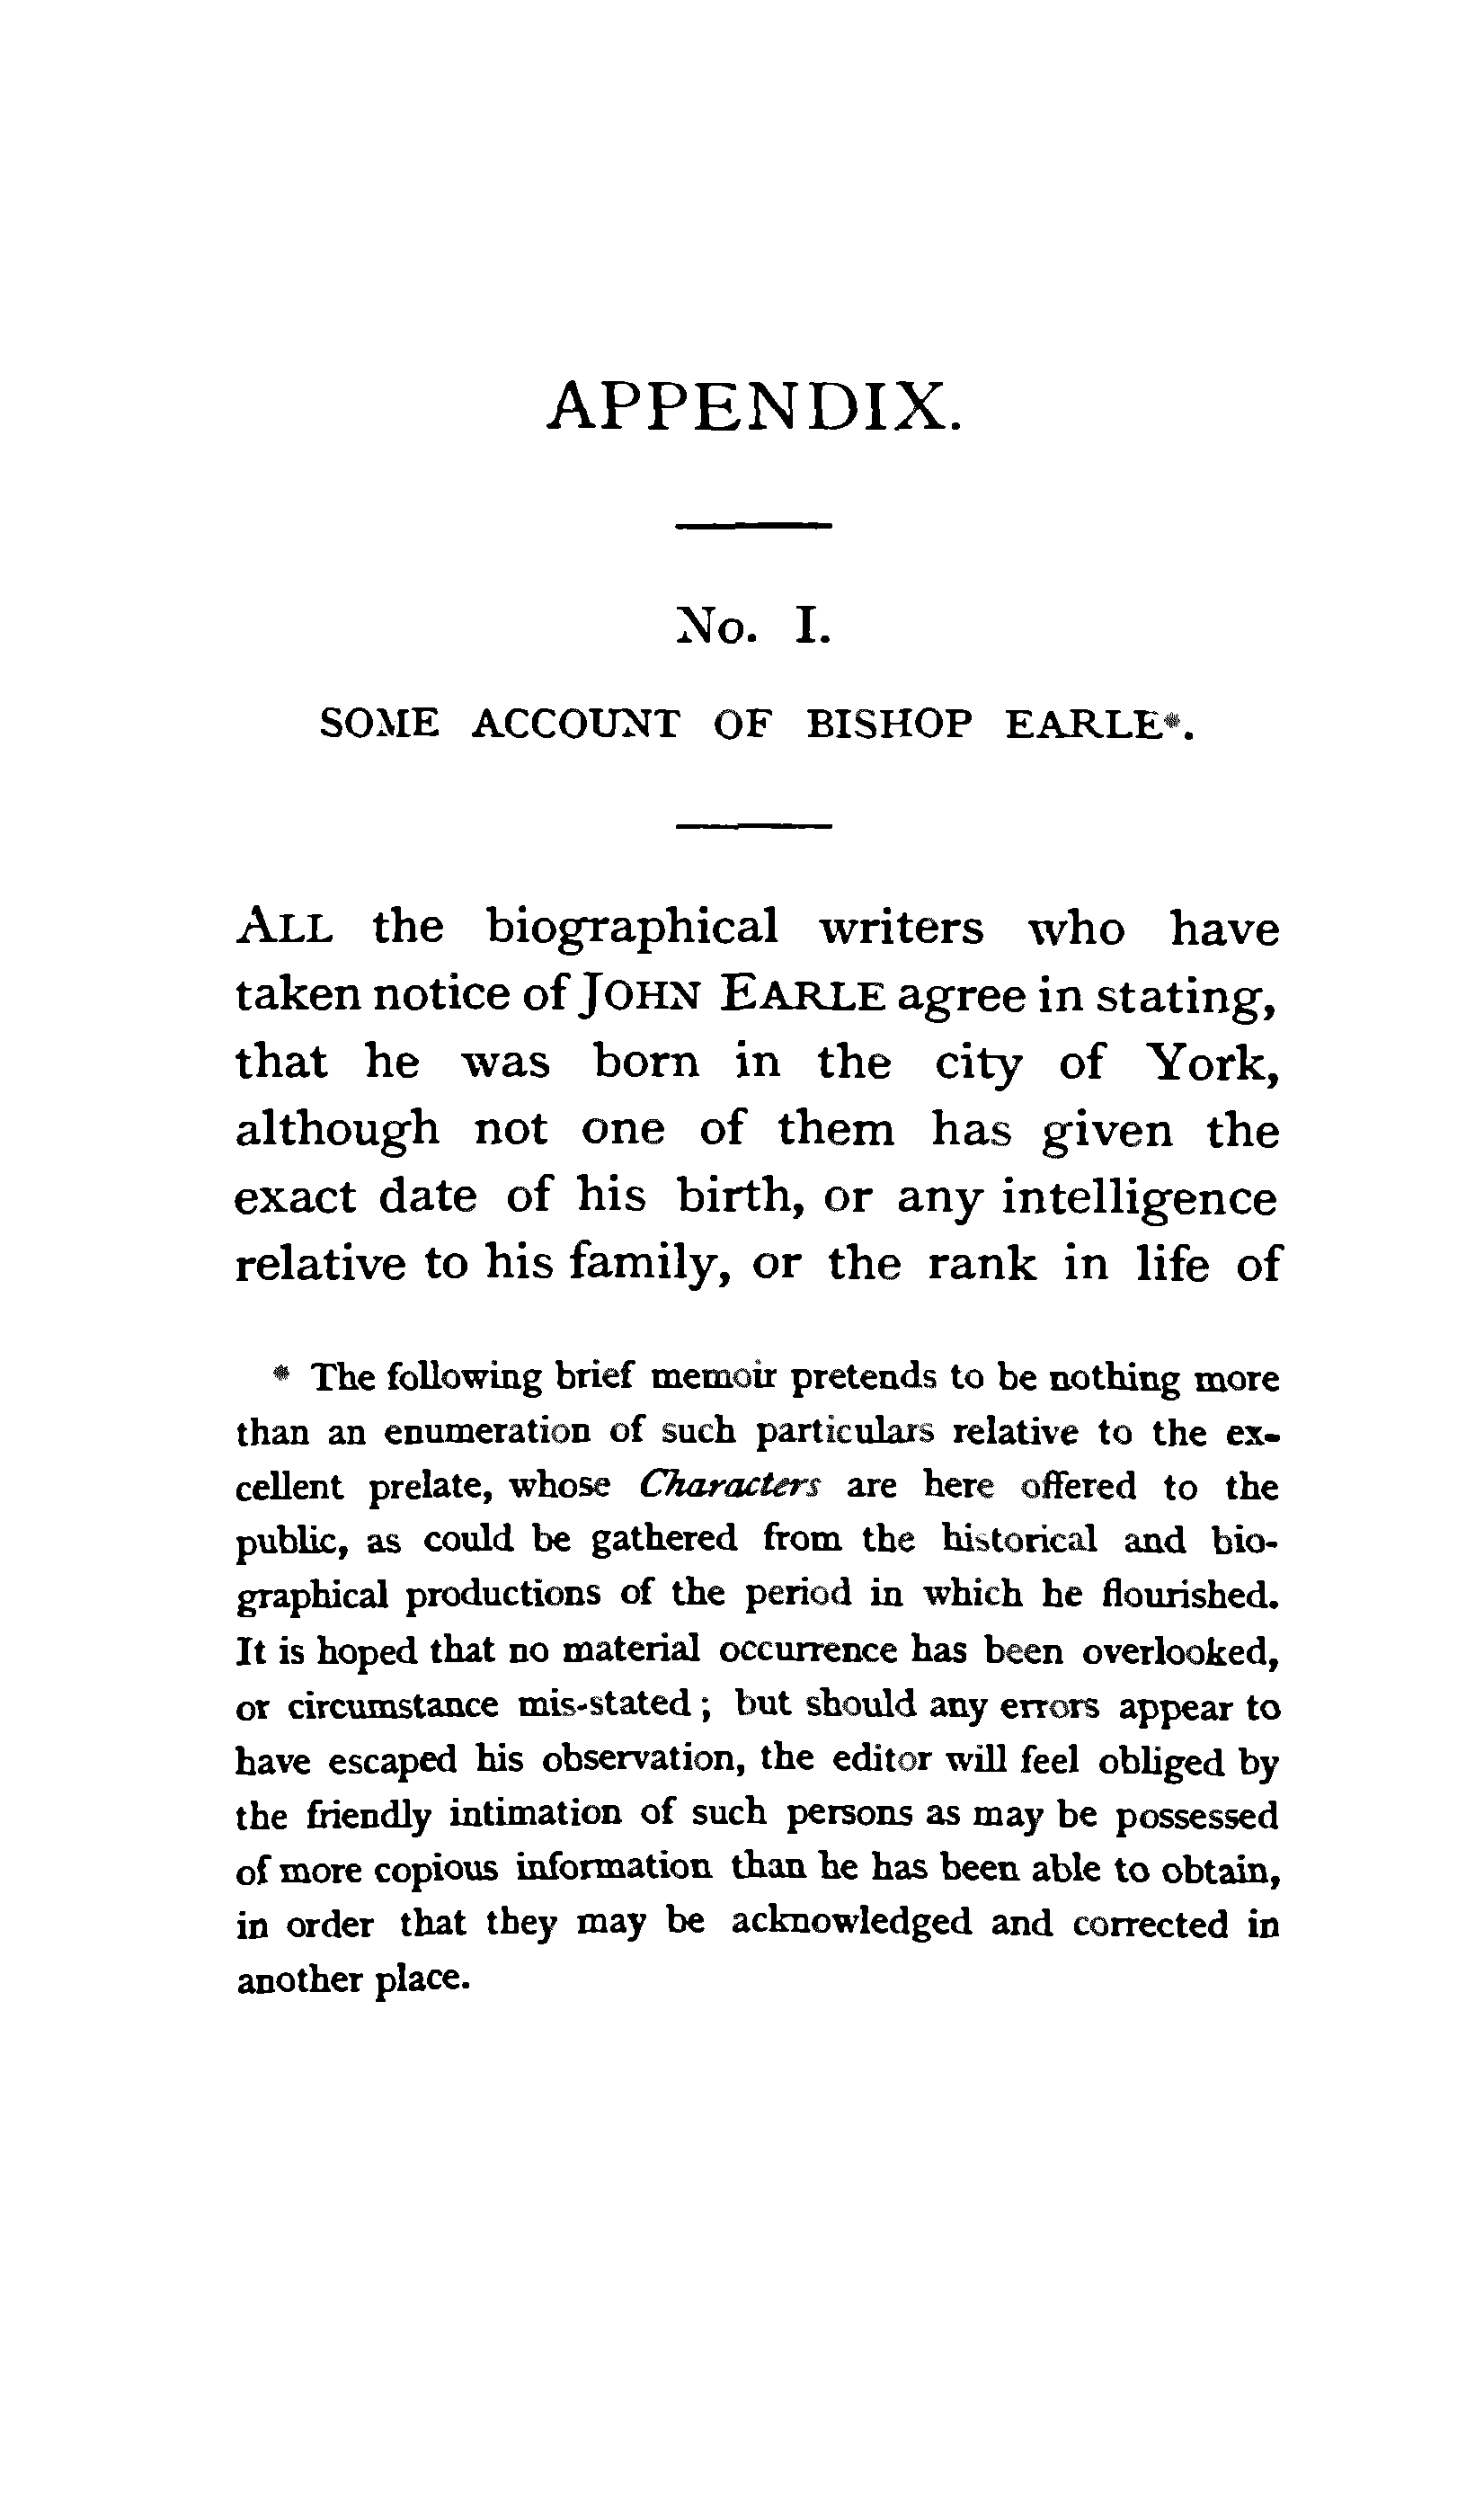 APPENDIX.
No. I.
SOME ACCOUNT OF BISHOP EARLE*.
ALL the biographical writers who have
taken notice of JOHN EARLE agree in stating,
that he was born in the city of York,
although not one of them has given the
exact date of his birth, or any intelligence
relative to his family, or the rank in life of
* The following brief memoir pretends to be nothing more
than an enumeration of such particulars relative to the ex-
cellent prelate, whose Characters are here offered to the
public, as could be gathered from the historical and bio-
graphical productions of the period in which he flourished.
It is hoped that no material occurrence has been overlooked,
or circumstance mis-stated; but should any errors appear to
have escaped his observation, the editor will feel obliged by
the friendly intimation of such persons as may be possessed
of more copious information than he has been able to obtain,
in order that they may be acknowledged and corrected in
another place.